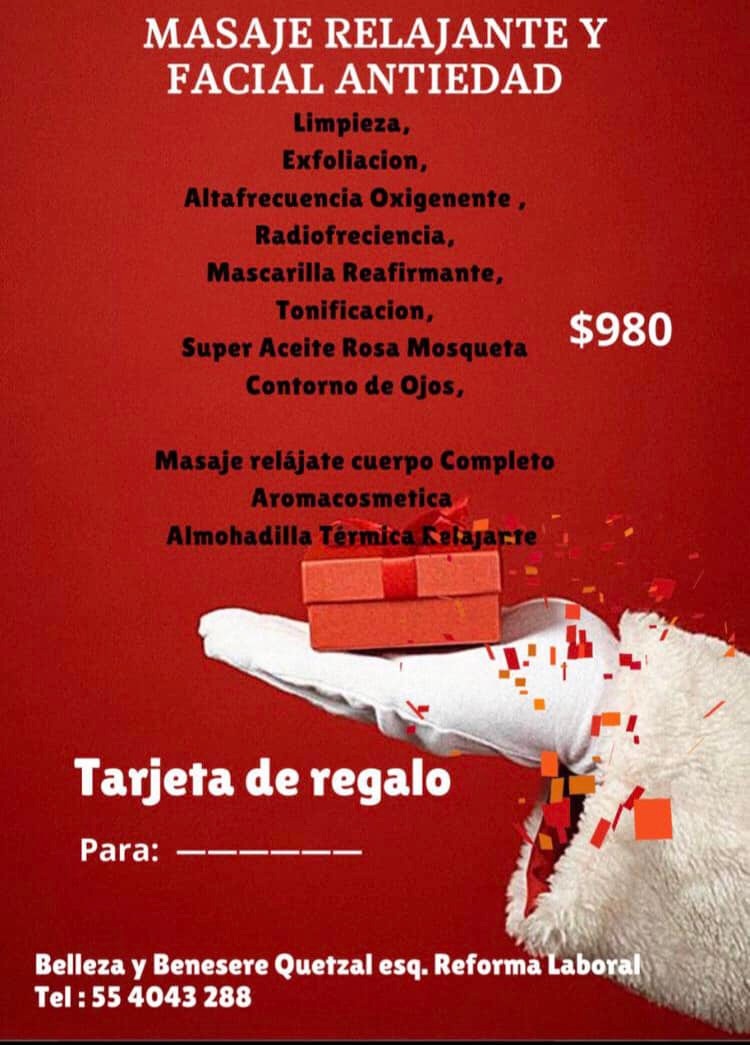 MASAJE RELAJANTE Y
FACIAL ANTIEDAD
Limpieza,
Exfoliacion,
Altafrecuencia Oxigenente ,
Radiofreciencia,
Mascarilla Reafirmante,
Tonificacion,
Super Aceite Rosa Mosqueta
Contorno de Ojos,
$980
Masaje relájate cuerpo Completo
Aromacosmetica
Almohadilla Térmica Relajante
Tarjeta de regalo
Para: ——————
Belleza y Benesere Quetzal esq. Reforma Laboral
Tel : 55 4043 288